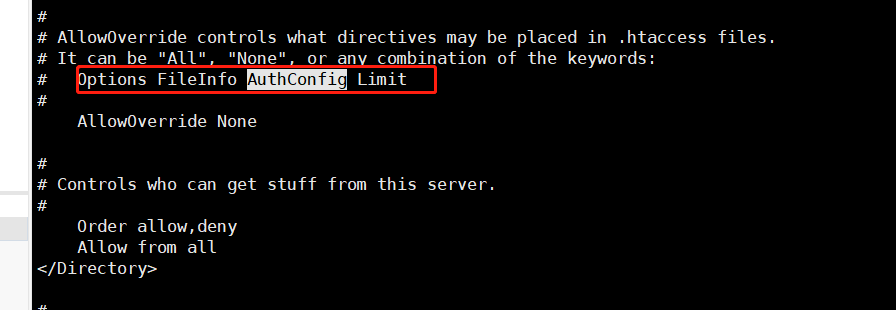 #
# AllowOverride controls what directives may be placed in .htaccess files.
# It can be "All", "None", or any combination of the keywords:
#   Options FileInfo AuthConfig Limit
#
    AllowOverride None

#
# Controls who can get stuff from this server.
#
    Order allow,deny
    Allow from all
</Directory>

#